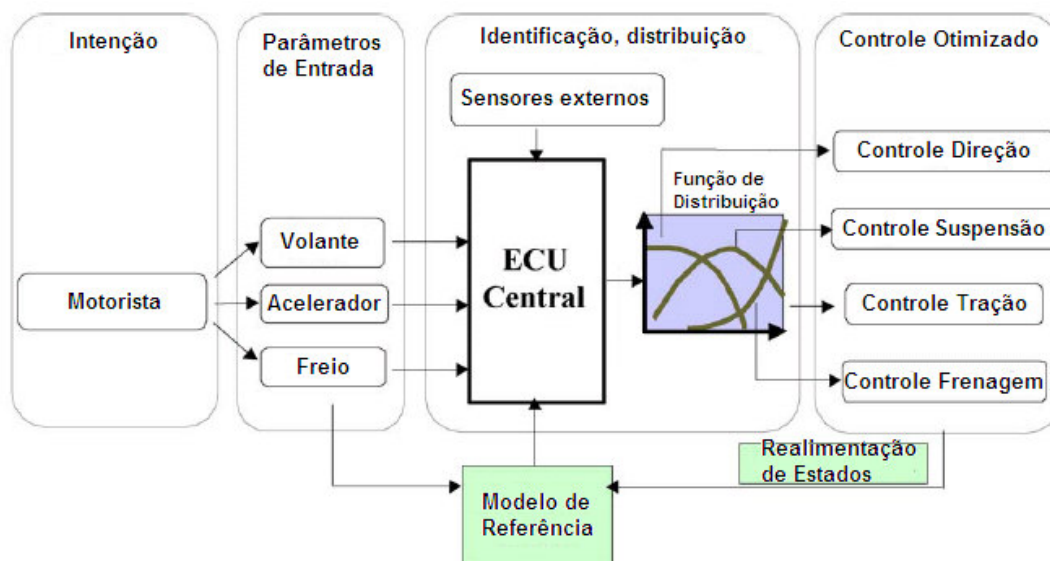 Intenção
Motorista
Parâmetros
de Entrada
Volante
Acelerador
Freio
Identificação, distribuição
Sensores externos
ECU
Central
Função de
Distribuição
Controle Otimizado
Controle Direção
Controle Suspensão
Controle Tração
Controle Frenagem
Realimentação
de Estados
Modelo de
Referência